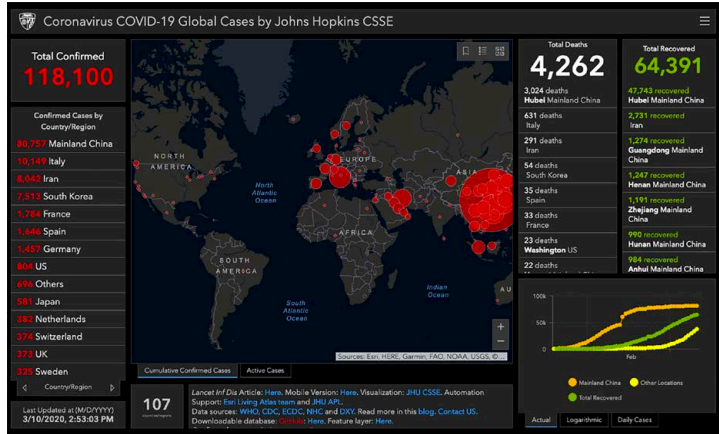 Coronavirus COVID-19 Global Cases by Johns Hopkins CSSE
Total Confirmed
118,100
Confirmed Cases by
Country/Region
80,757 Mainland China
10,149 Italy
8,042 Iran
7,513 South Korea
1,784 France
1,646 Spain
1,457 Germany
804 US
696 Others
581 Japan
382 Netherlands
374 Switzerland
373 UK
325 Sweden
Country/Region
Last Updated at (M/D/YYYY)
3/10/2020, 2:53:03 PM
NORTH
AMERICA
EUROPE
ASIA
North
Atlantic
Ocean
AFRICA
SOUTH
AMERICA
Indian
Ocean
AU
South
Atlantic
Ocean
+
−
Sources: Esri, HERE, Garmin, FAO, NOAA, USGS, ©...
Cumulative Confirmed Cases
Active Cases
107
Lancet Inf Dis Article: Here. Mobile Version: Here. Visualization: JHU CSSE. Automation
Support: Esri Living Atlas team and JHU APL.
Data sources: WHO, CDC, ECDC, NHC and DXY. Read more in this blog. Contact US.
Downloadable database: GitHub: Here. Feature layer: Here.
Total Deaths
4,262
3,024 deaths
Hubei Mainland China
631 deaths
Italy
291 deaths
Iran
54 deaths
South Korea
35 deaths
Spain
33 deaths
France
23 deaths
Washington US
22 deaths
Total Recovered
64,391
47,743 recovered
Hubei Mainland China
2,731 recovered
Iran
1,274 recovered
Guangdong Mainland
China
1,247 recovered
Henan Mainland China
1,191 recovered
Zhejiang Mainland
China
990 recovered
Hunan Mainland China
984 recovered
Anhui Mainland China
100k
50k
0
Feb
Mainland China
Other Locations
Total Recovered
Actual
Logarithmic
Daily Cases